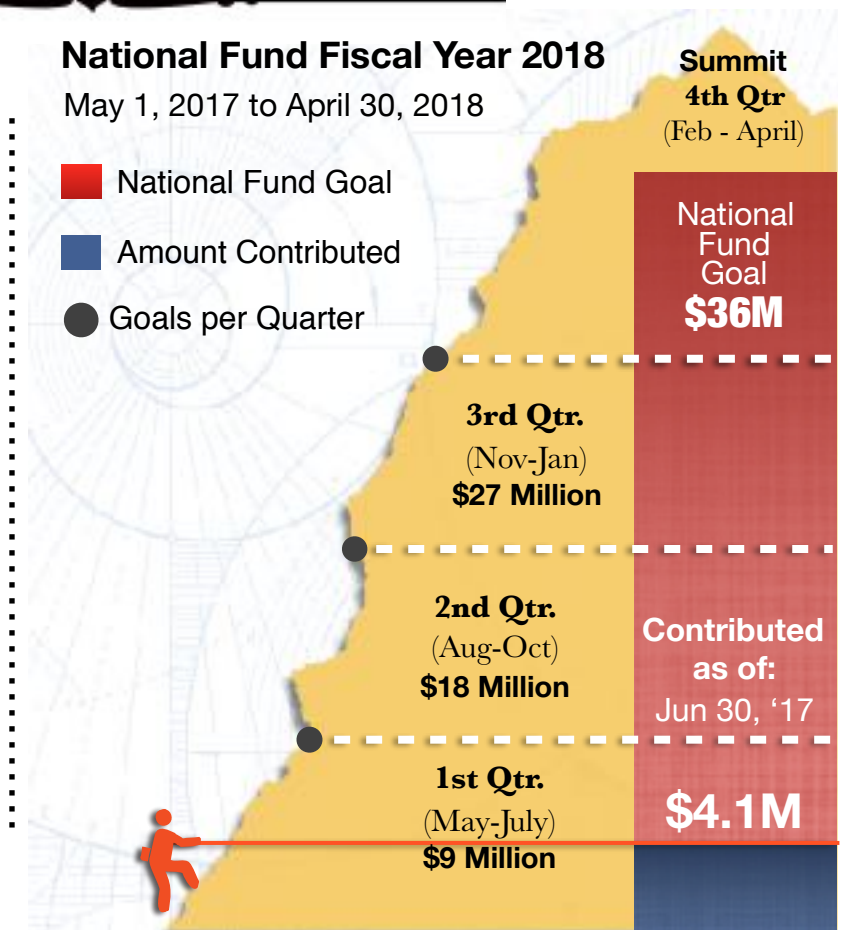 National Fund Fiscal Year 2018
May 1, 2017 to April 30, 2018
National Fund Goal
Amount Contributed
Goals per Quarter
Summit
4th Qtr
(Feb - April)
National
Fund
Goal
$36M
3rd Qtr.
(Nov-Jan)
$27 Million
2nd Qtr.
(Aug-Oct)
$18 Million
Contributed
as of:
Jun 30, ‘17
1st Qtr.
(May-July)
$9 Million
$4.1M